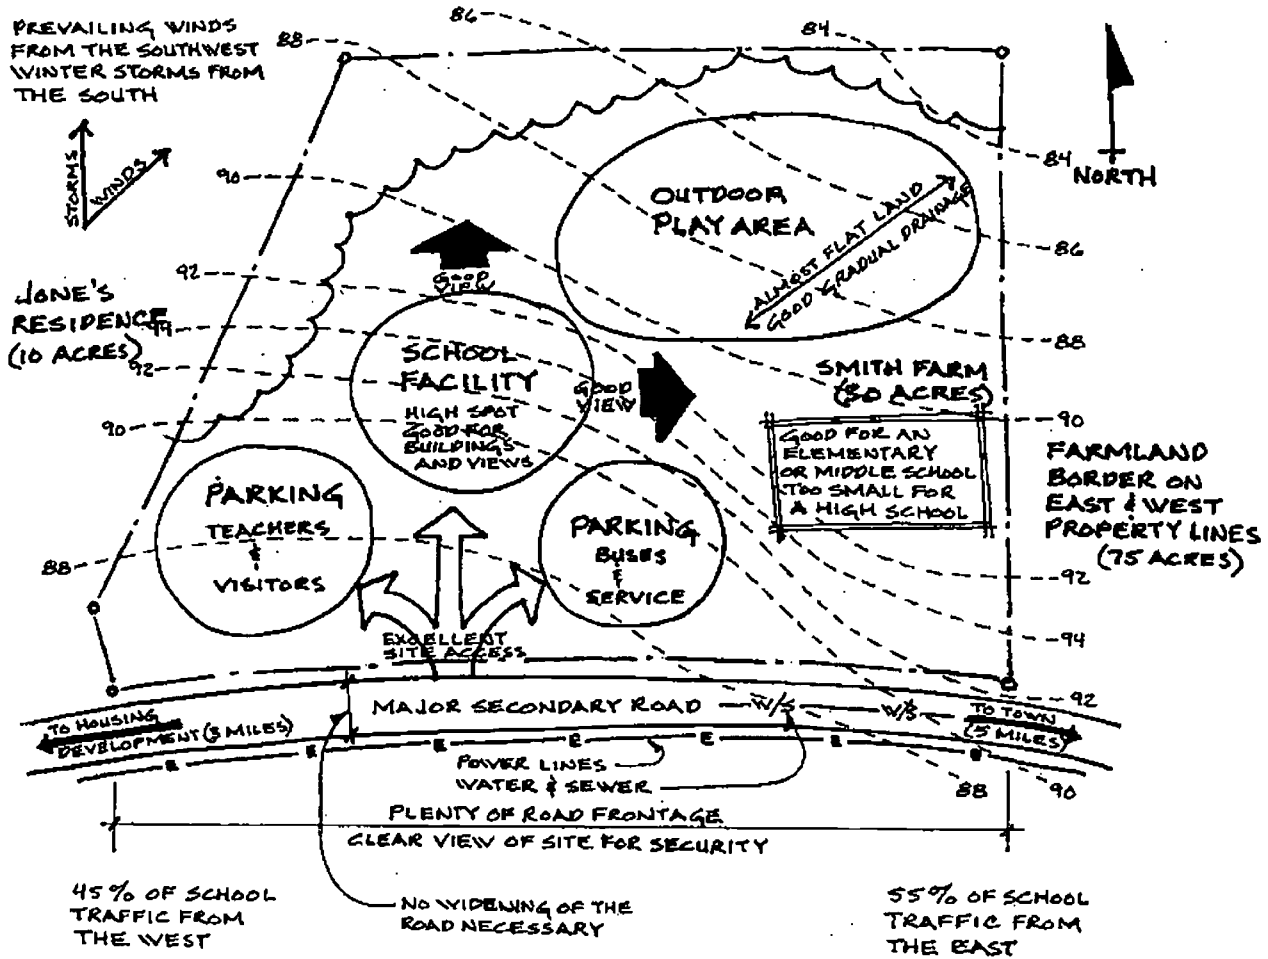 PREVAILING WINDS
FROM THE SOUTHWEST
WINTER STORMS FROM
THE SOUTH
STORMS
WINDS
88
86
84
84
NORTH
90
OUTDOOR
PLAY AREA
ALMOST FLAT LAND
GOOD GRADUAL DRAINAGE
86
92
GOOD
VIEW
JONE'S
RESIDENCE
(10 ACRES)
94
92
88
SCHOOL
FACILITY
HIGH SPOT
GOOD FOR
BUILDINGS
AND VIEWS
GOOD
VIEW
SMITH FARM
(30 ACRES)
90
90
GOOD FOR AN
ELEMENTARY
OR MIDDLE SCHOOL
TOO SMALL FOR
A HIGH SCHOOL
FARMLAND
BORDER ON
EAST & WEST
PROPERTY LINES
(75 ACRES)
PARKING
TEACHERS
&
VISITORS
PARKING
BUSES
&
SERVICE
88
92
94
92
EXCELLENT
SITE ACCESS
TO HOUSING
DEVELOPMENT (3 MILES)
MAJOR SECONDARY ROAD
W/S
W/S
TO TOWN
(5 MILES)
E E E E E E E
POWER LINES
WATER & SEWER
88
90
PLENTY OF ROAD FRONTAGE
CLEAR VIEW OF SITE FOR SECURITY
45% OF SCHOOL
TRAFFIC FROM
THE WEST
NO WIDENING OF THE
ROAD NECESSARY
55% OF SCHOOL
TRAFFIC FROM
THE EAST